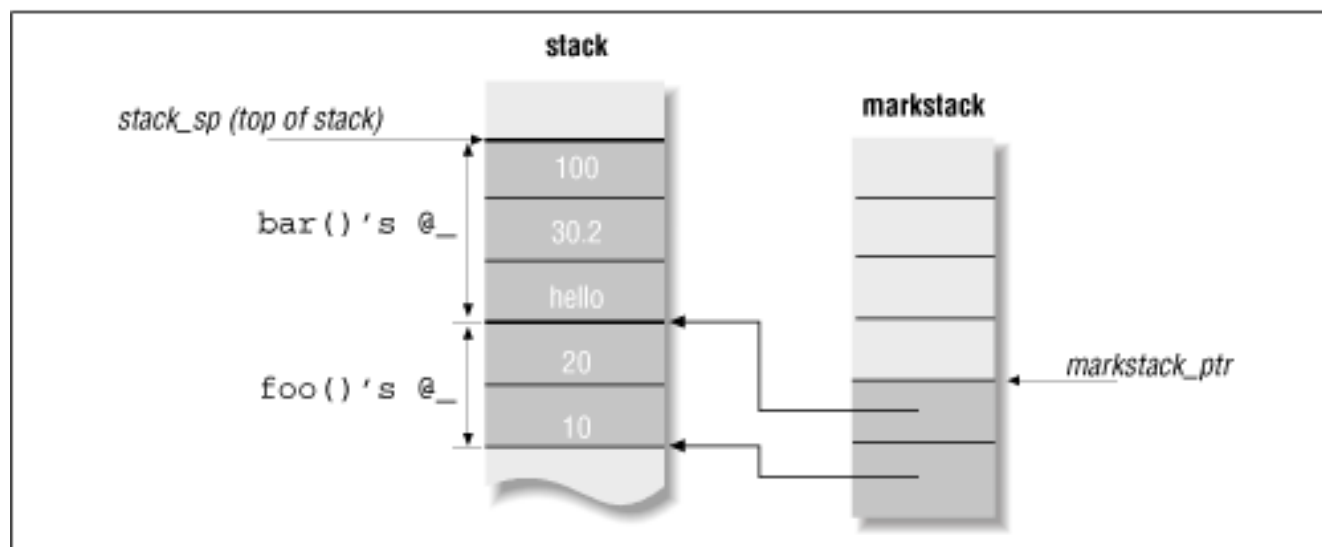 stack
markstack
stack_sp (top of stack)
100
bar()'s @_
30.2
hello
20
markstack_ptr
foo()'s @_
10